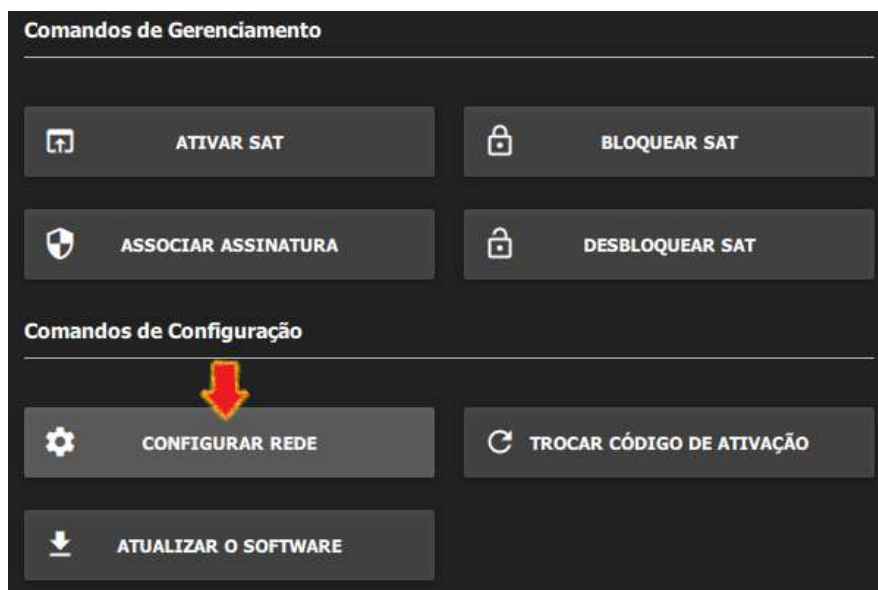 Comandos de Gerenciamento
ATIVAR SAT
BLOQUEAR SAT
ASSOCIAR ASSINATURA
DESBLOQUEAR SAT
Comandos de Configuração
CONFIGURAR REDE
TROCAR CÓDIGO DE ATIVAÇÃO
ATUALIZAR O SOFTWARE